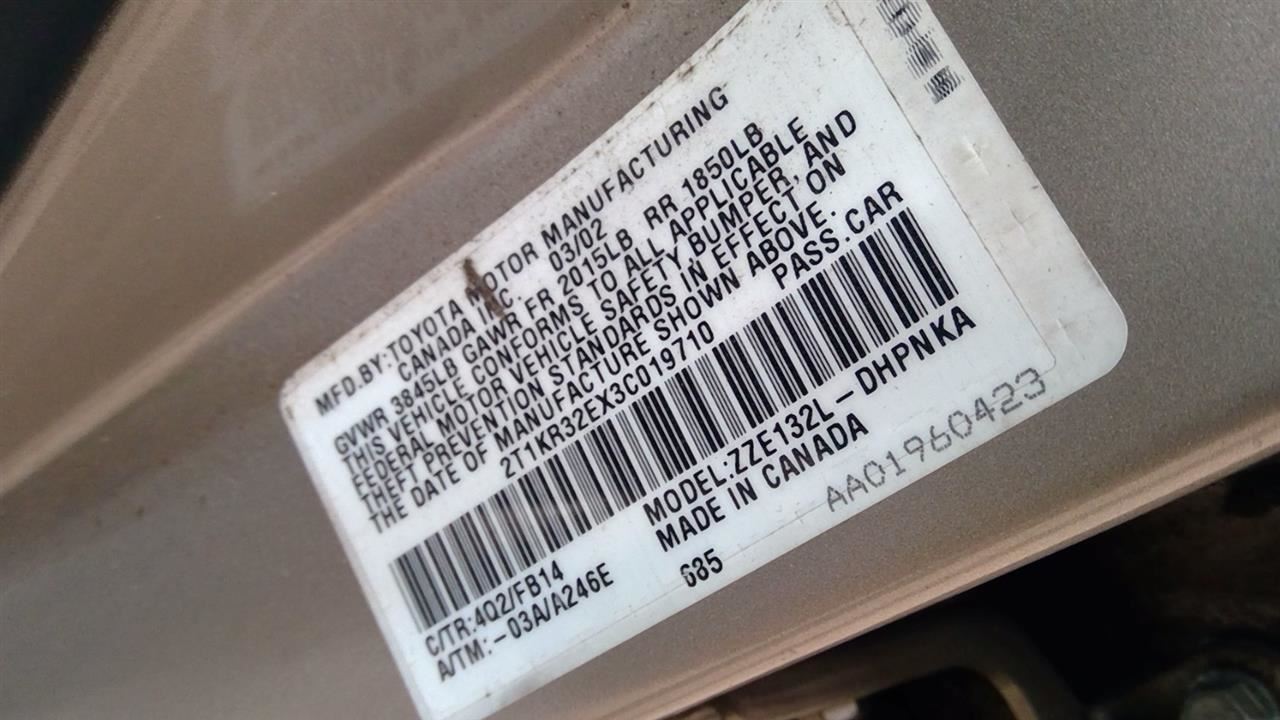 MFD.BY:TOYOTA MOTOR MANUFACTURING
CANADA INC. 03/02
GVWR 3845LB GAWR FR 2015LB RR 1850LB
THIS VEHICLE CONFORMS TO ALL APPLICABLE
FEDERAL MOTOR VEHICLE SAFETY, BUMPER, AND
THEFT PREVENTION STANDARDS IN EFFECT ON
THE DATE OF MANUFACTURE SHOWN ABOVE.
2T1KR32EX3C019710 PASS.CAR
C/TR:4Q2/FB14 MODEL:ZZE132L-DHPNKA
A/TM:-03A/A246E MADE IN CANADA
685 AA01960423